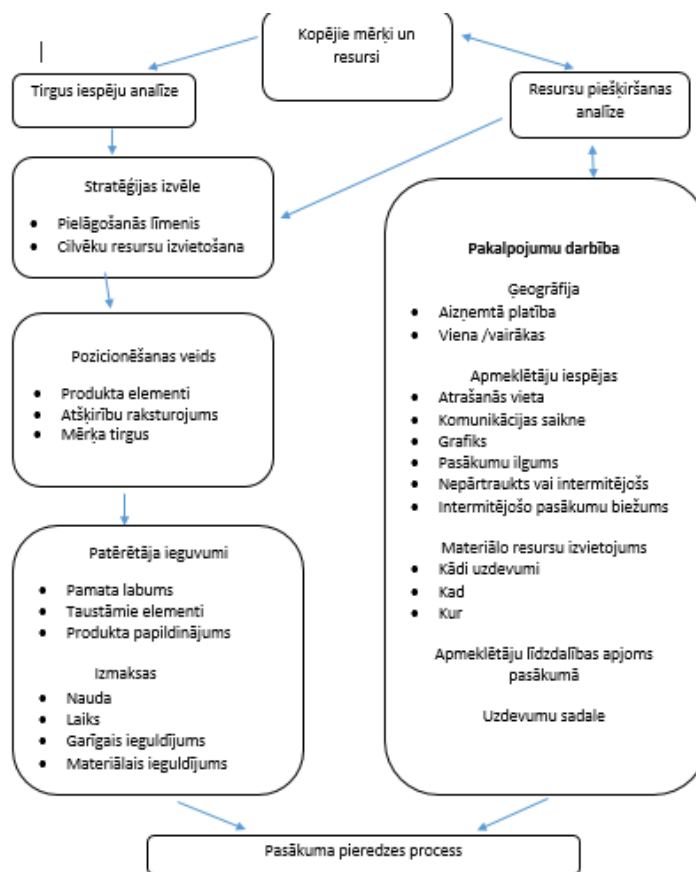 Kopējie mērķi un
resursi
Tirgus iespēju analīze
Resursu piešķiršanas
analīze
Stratēģijas izvēle
• Pielāgošanās līmenis
• Cilvēku resursu izvietošana
Pozicionēšanas veids
• Produkta elementi
• Atšķirību raksturojums
• Mērķa tirgus
Patērētāja ieguvumi
• Pamata labums
• Taustāmie elementi
• Produkta papildinājums
Izmaksas
• Nauda
• Laiks
• Garīgais ieguldījums
• Materiālais ieguldījums
Pakalpojumu darbība
Ģeogrāfija
• Aizņemtā platība
• Viena /vairākas
Apmeklētāju iespējas
• Atrašanās vieta
• Komunikācijas saikne
• Grafiks
• Pasākumu ilgums
• Nepārtraukts vai intermitējošs
• Intermitējošo pasākumu biežums
Materiālo resursu izvietojums
• Kādi uzdevumi
• Kad
• Kur
Apmeklētāju līdzdalības apjoms
pasākumā
Uzdevumu sadale
Pasākuma pieredzes process